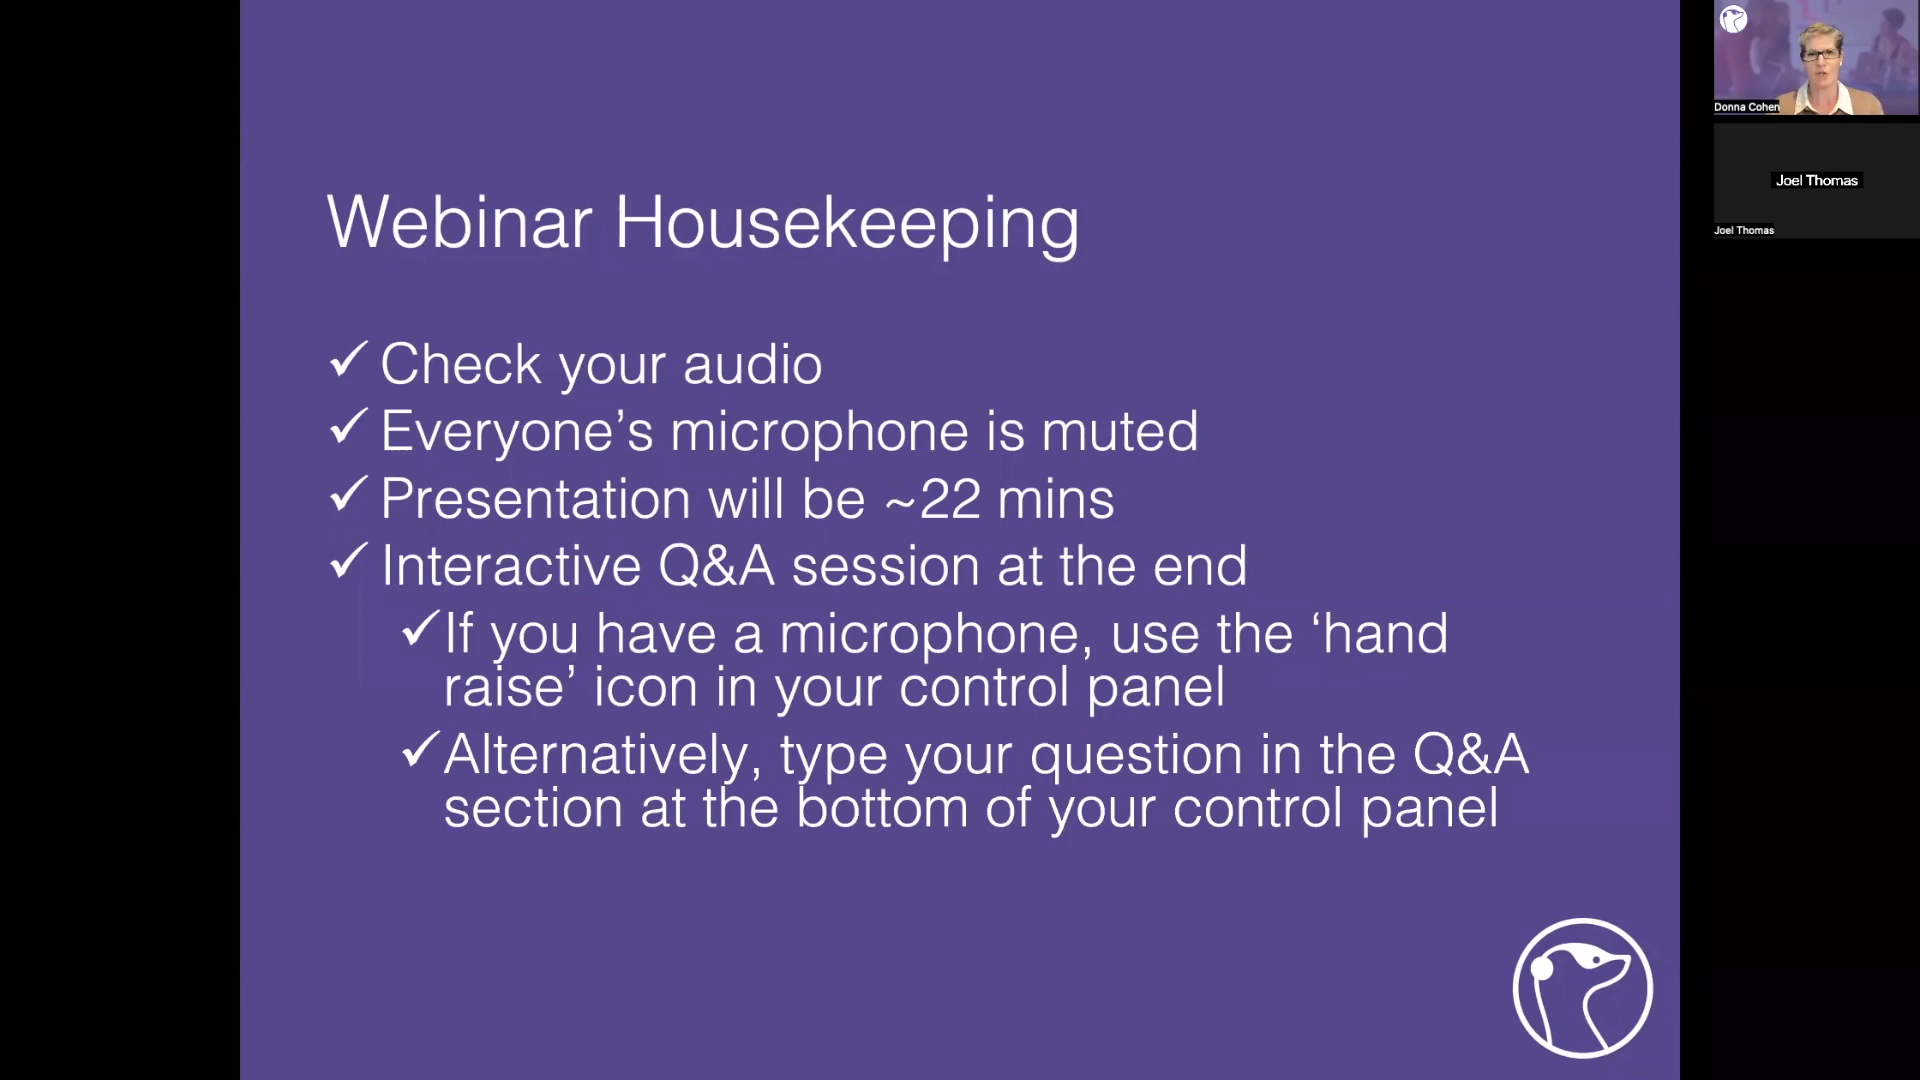 Webinar Housekeeping
✓ Check your audio
✓ Everyone’s microphone is muted
✓ Presentation will be ~22 mins
✓ Interactive Q&A session at the end
✓ If you have a microphone, use the ‘hand
raise’ icon in your control panel
✓ Alternatively, type your question in the Q&A
section at the bottom of your control panel
Donna Cohen
Joel Thomas
Joel Thomas